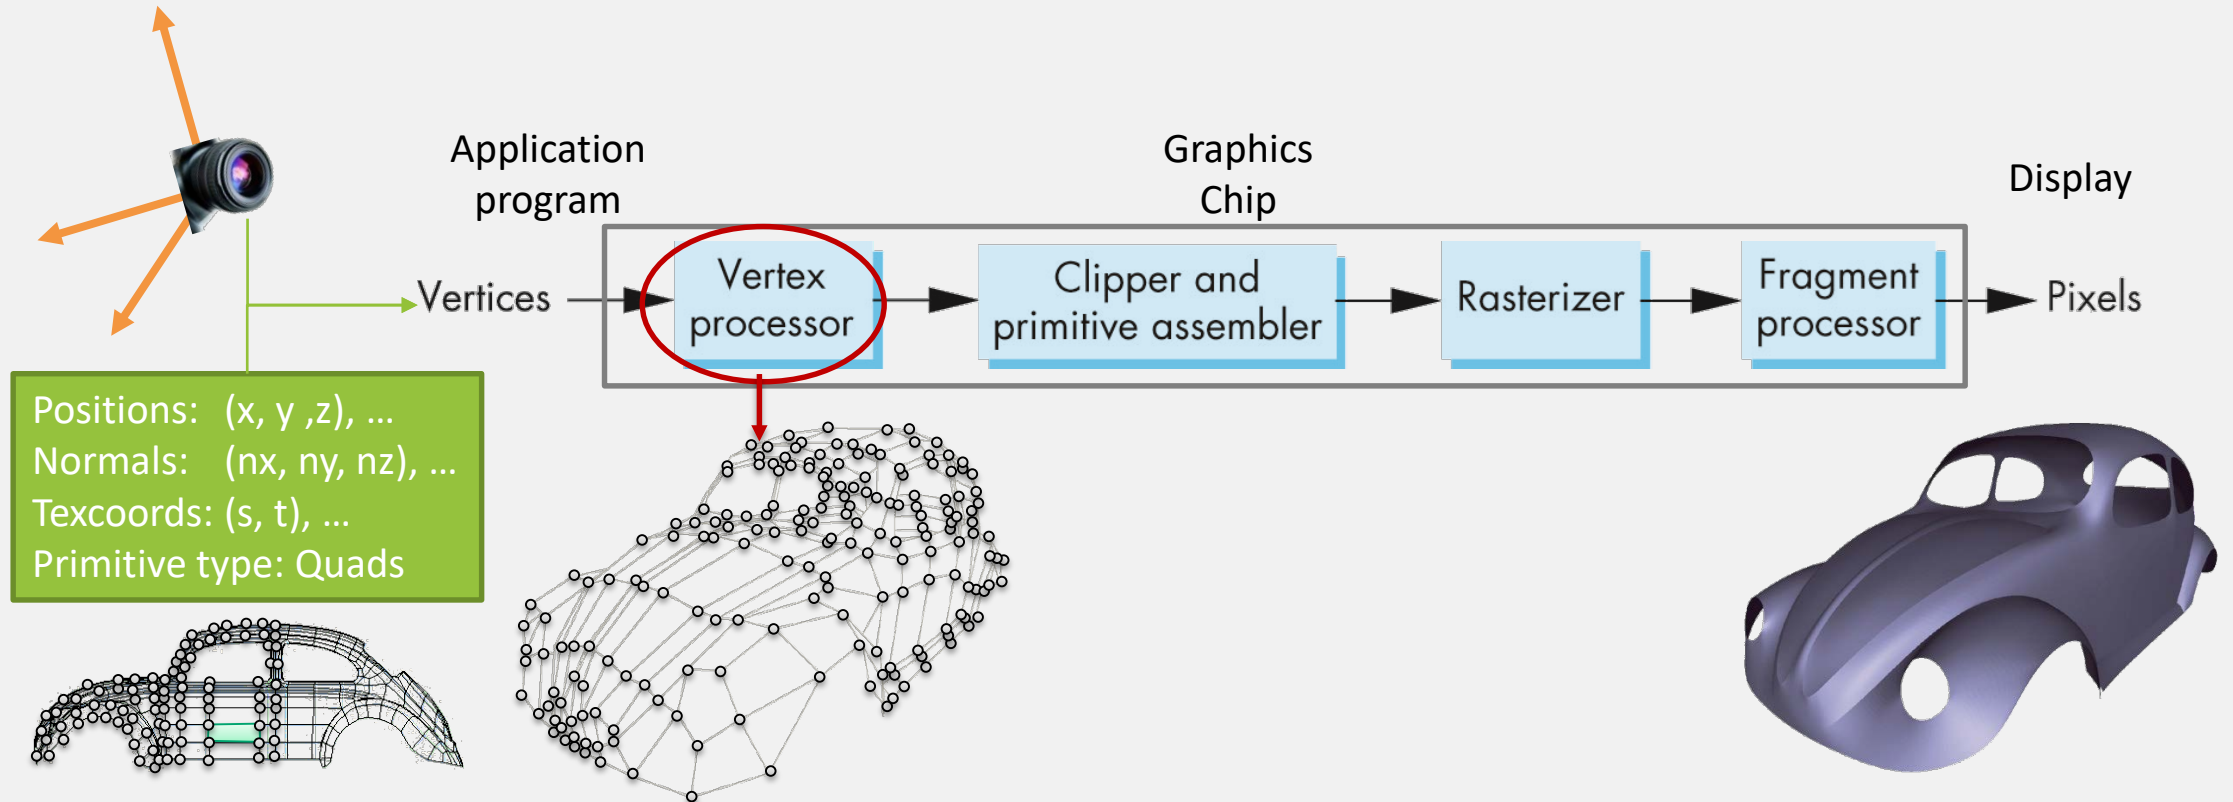 Application
program
Graphics
Chip
Display
Vertices
Vertex
processor
Clipper and
primitive assembler
Rasterizer
Fragment
processor
Pixels
Positions: (x, y ,z), ...
Normals: (nx, ny, nz), ...
Texcoords: (s, t), ...
Primitive type: Quads